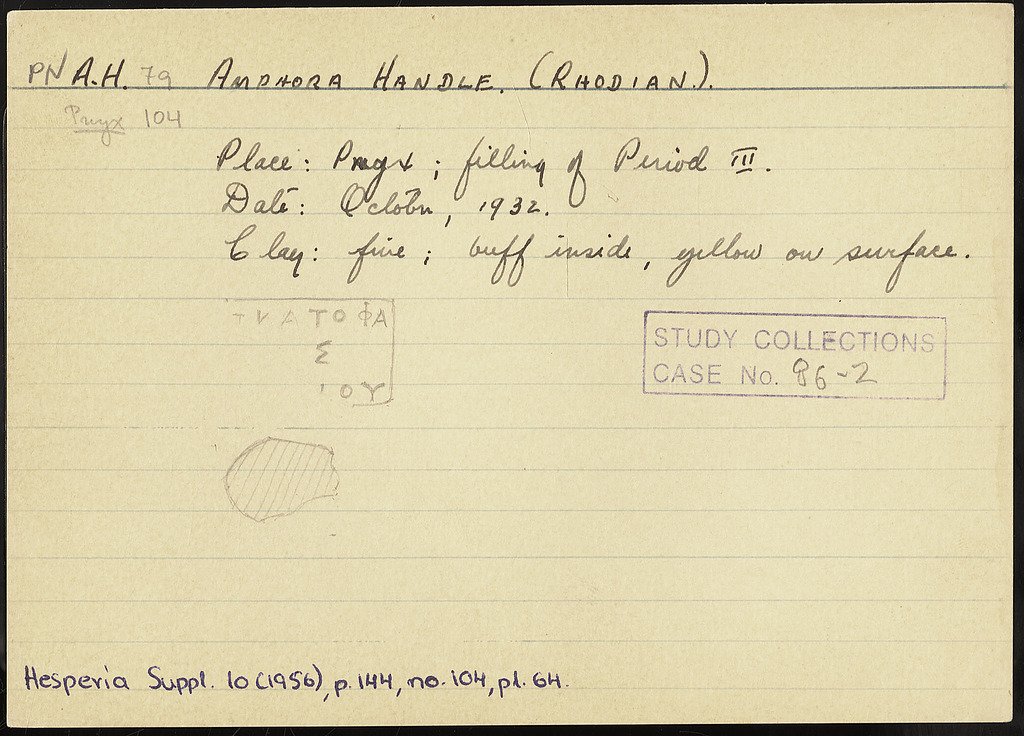 PN A.H. 79 AMPHORA HANDLE. (RHODIAN.).
Pnyx 104
Place: Pnyx; filling of Period III.
Date: October, 1932.
Clay: fine; buff inside, yellow on surface.
ΤΡΑΤΟΦΑ
Σ
ΙΟΥ
STUDY COLLECTIONS
CASE No. 86-2
Hesperia Suppl. 10 (1956), p. 144, no. 104, pl. 64.